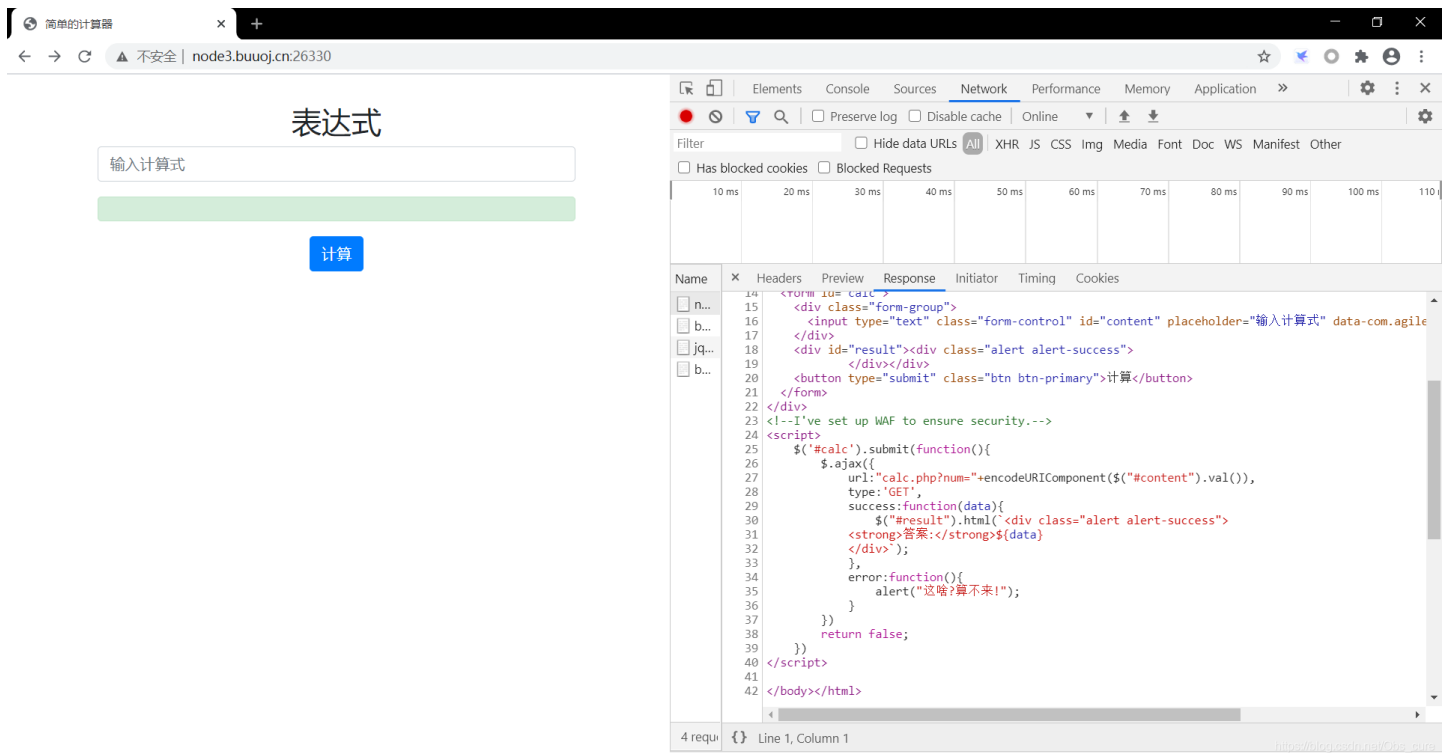 简单的计算器
不安全 | node3.buuoj.cn:26330
表达式
输入计算式
计算
Elements Console Sources Network Performance Memory Application »
Preserve log Disable cache Online
Filter Hide data URLs All XHR JS CSS Img Media Font Doc WS Manifest Other
Has blocked cookies Blocked Requests
10 ms 20 ms 30 ms 40 ms 50 ms 60 ms 70 ms 80 ms 90 ms 100 ms 110
Name × Headers Preview Response Initiator Timing Cookies
n...
b...
jq...
b...
14 <form id="calc">
15 <div class="form-group">
16 <input type="text" class="form-control" id="content" placeholder="输入计算式" data-com.agile
17 </div>
18 <div id="result"><div class="alert alert-success">
19 </div></div>
20 <button type="submit" class="btn btn-primary">计算</button>
21 </form>
22 </div>
23 <!--I've set up WAF to ensure security.-->
24 <script>
25 $('#calc').submit(function(){
26 $.ajax({
27 url:"calc.php?num="+encodeURIComponent($("#content").val()),
28 type:'GET',
29 success:function(data){
30 $("#result").html(`<div class="alert alert-success">
31 <strong>答案:</strong>${data}
32 </div>`);
33 },
34 error:function(){
35 alert("这啥?算不来!");
36 }
37 })
38 return false;
39 })
40 </script>
41
42 </body></html>
4 requ {} Line 1, Column 1